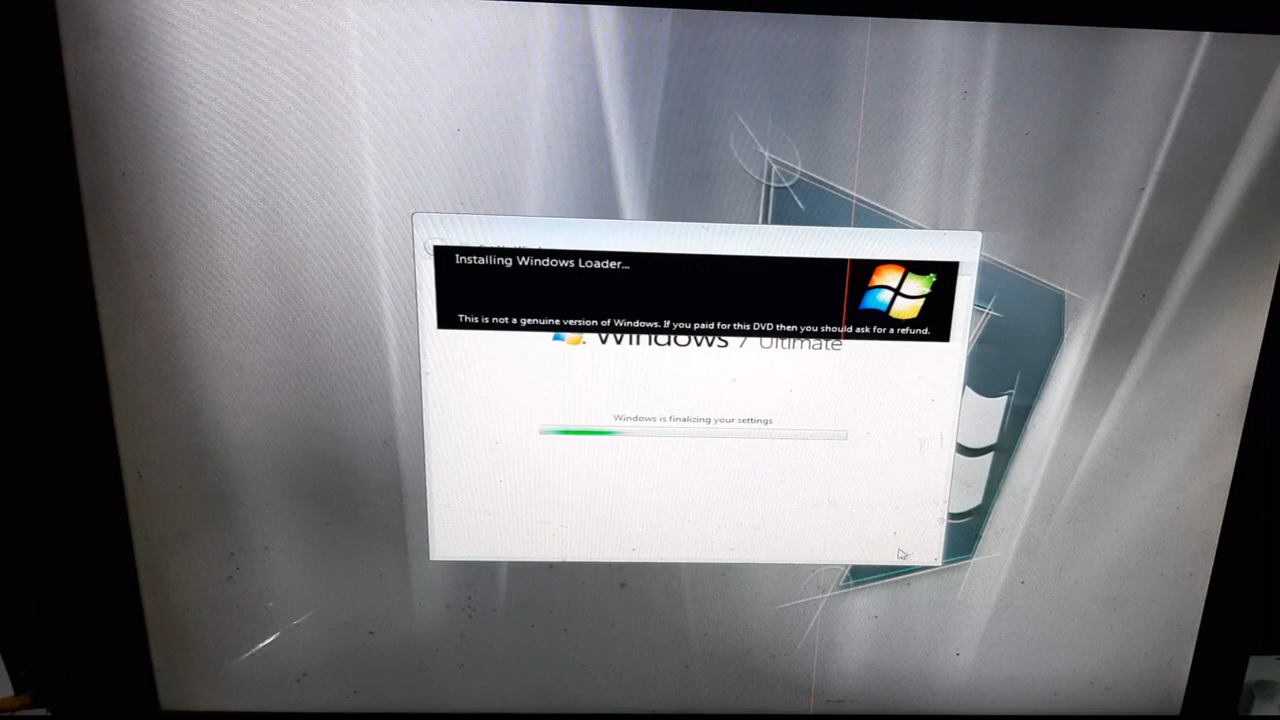 Installing Windows Loader...
This is not a genuine version of Windows. If you paid for this DVD then you should ask for a refund.
Windows 7 Ultimate
Windows is finalizing your settings